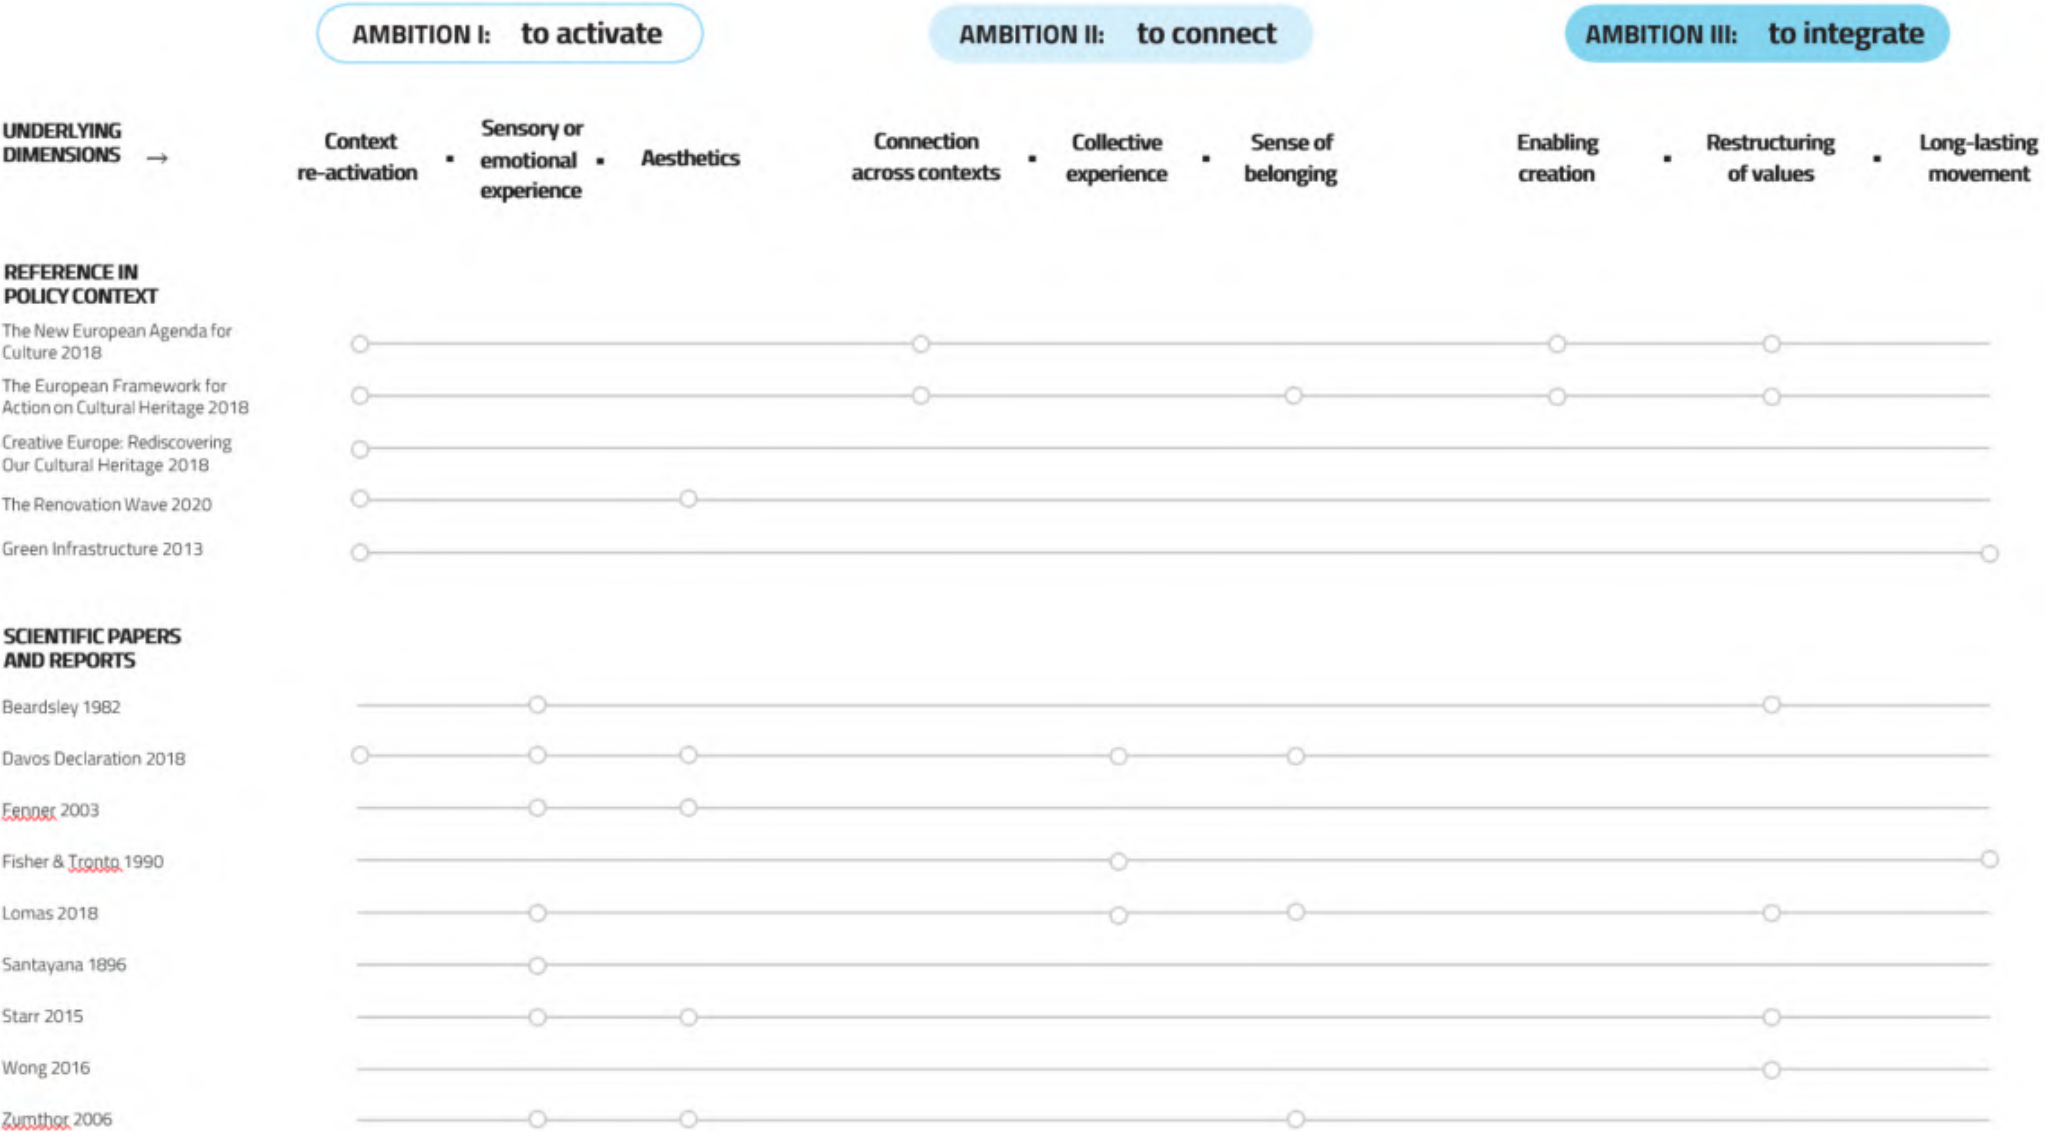 AMBITION I: to activate
AMBITION II: to connect
AMBITION III: to integrate
UNDERLYING
DIMENSIONS →
Context
re-activation
▪
Sensory or
emotional
experience
▪
Aesthetics
Connection
across contexts
▪
Collective
experience
▪
Sense of
belonging
Enabling
creation
▪
Restructuring
of values
▪
Long-lasting
movement
REFERENCE IN
POLICY CONTEXT
The New European Agenda for
Culture 2018
The European Framework for
Action on Cultural Heritage 2018
Creative Europe: Rediscovering
Our Cultural Heritage 2018
The Renovation Wave 2020
Green Infrastructure 2013
SCIENTIFIC PAPERS
AND REPORTS
Beardsley 1982
Davos Declaration 2018
Fenner 2003
Fisher & Tronto 1990
Lomas 2018
Santayana 1896
Starr 2015
Wong 2016
Zumthor 2006